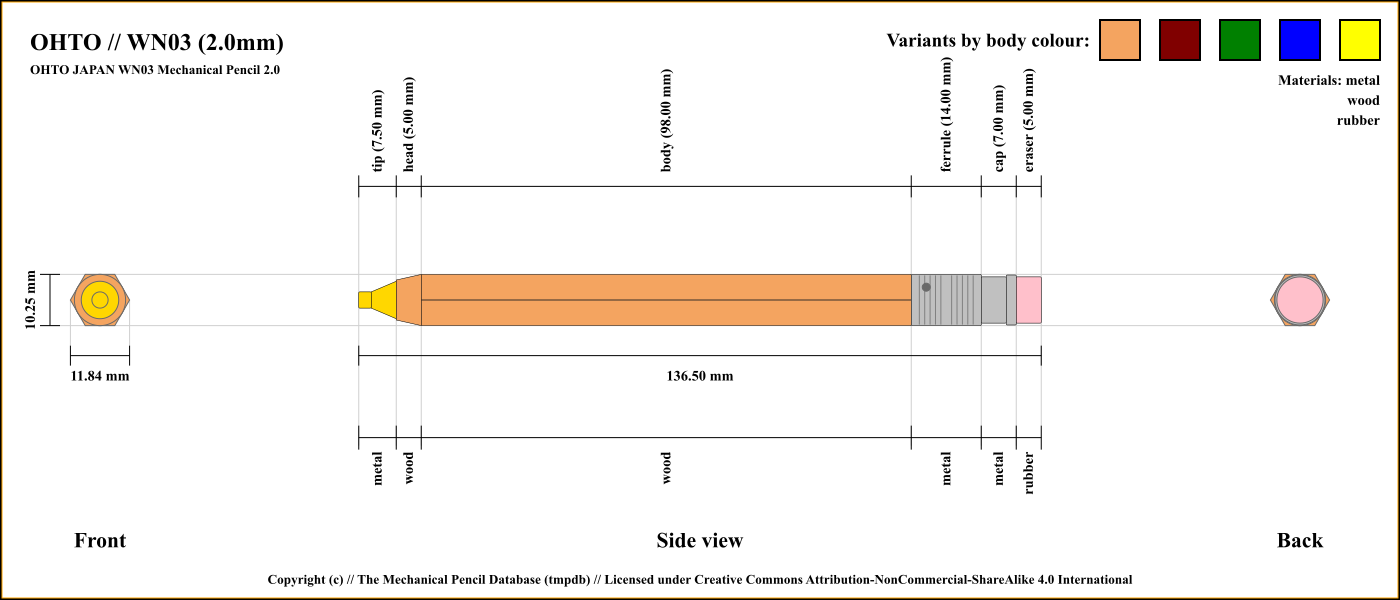 OHTO // WN03 (2.0mm)
OHTO JAPAN WN03 Mechanical Pencil 2.0
Variants by body colour:
Materials: metal
wood
rubber
tip (7.50 mm)
head (5.00 mm)
body (98.00 mm)
ferrule (14.00 mm)
cap (7.00 mm)
eraser (5.00 mm)
10.25 mm
11.84 mm
136.50 mm
metal
wood
wood
metal
metal
rubber
Front
Side view
Back
Copyright (c) // The Mechanical Pencil Database (tmpdb) // Licensed under Creative Commons Attribution-NonCommercial-ShareAlike 4.0 International